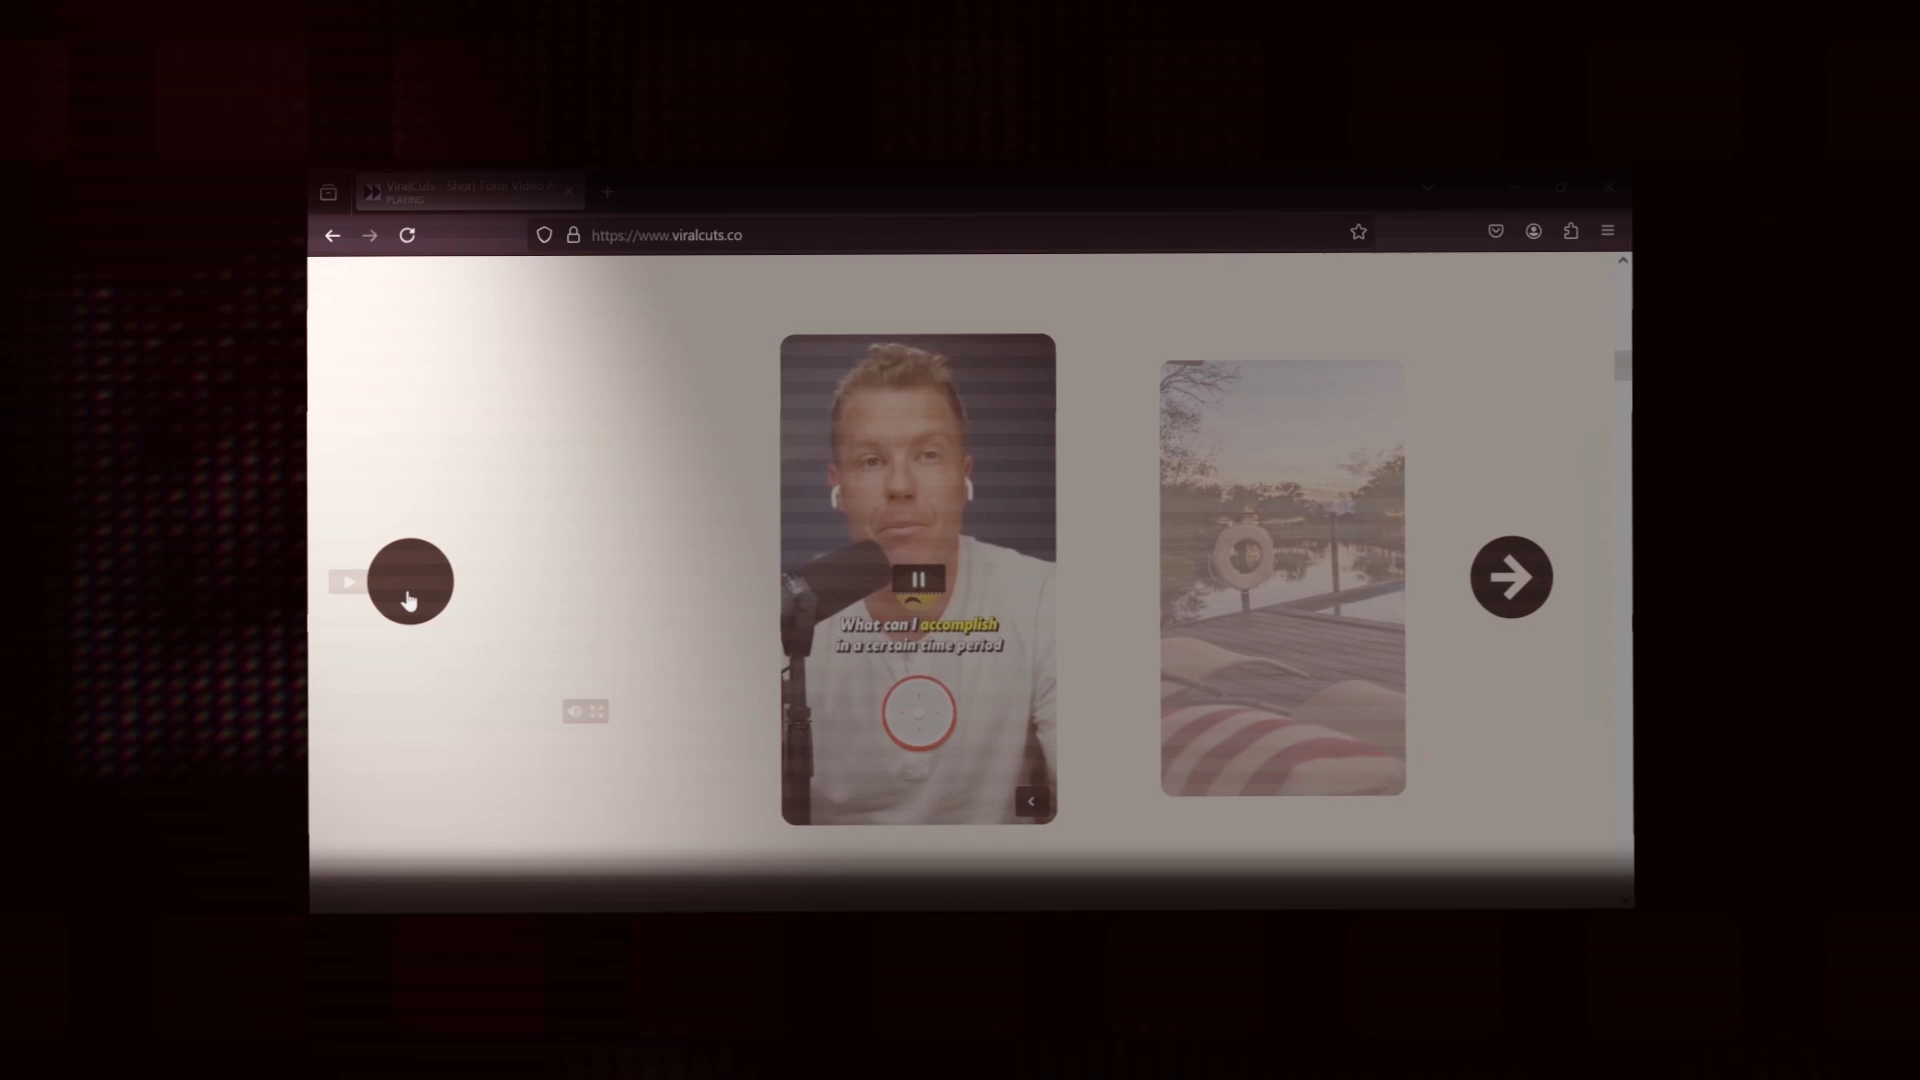 ViralCuts - Short Form Video A
PLAYING
https://www.viralcuts.co
What can I accomplish
in a certain time period